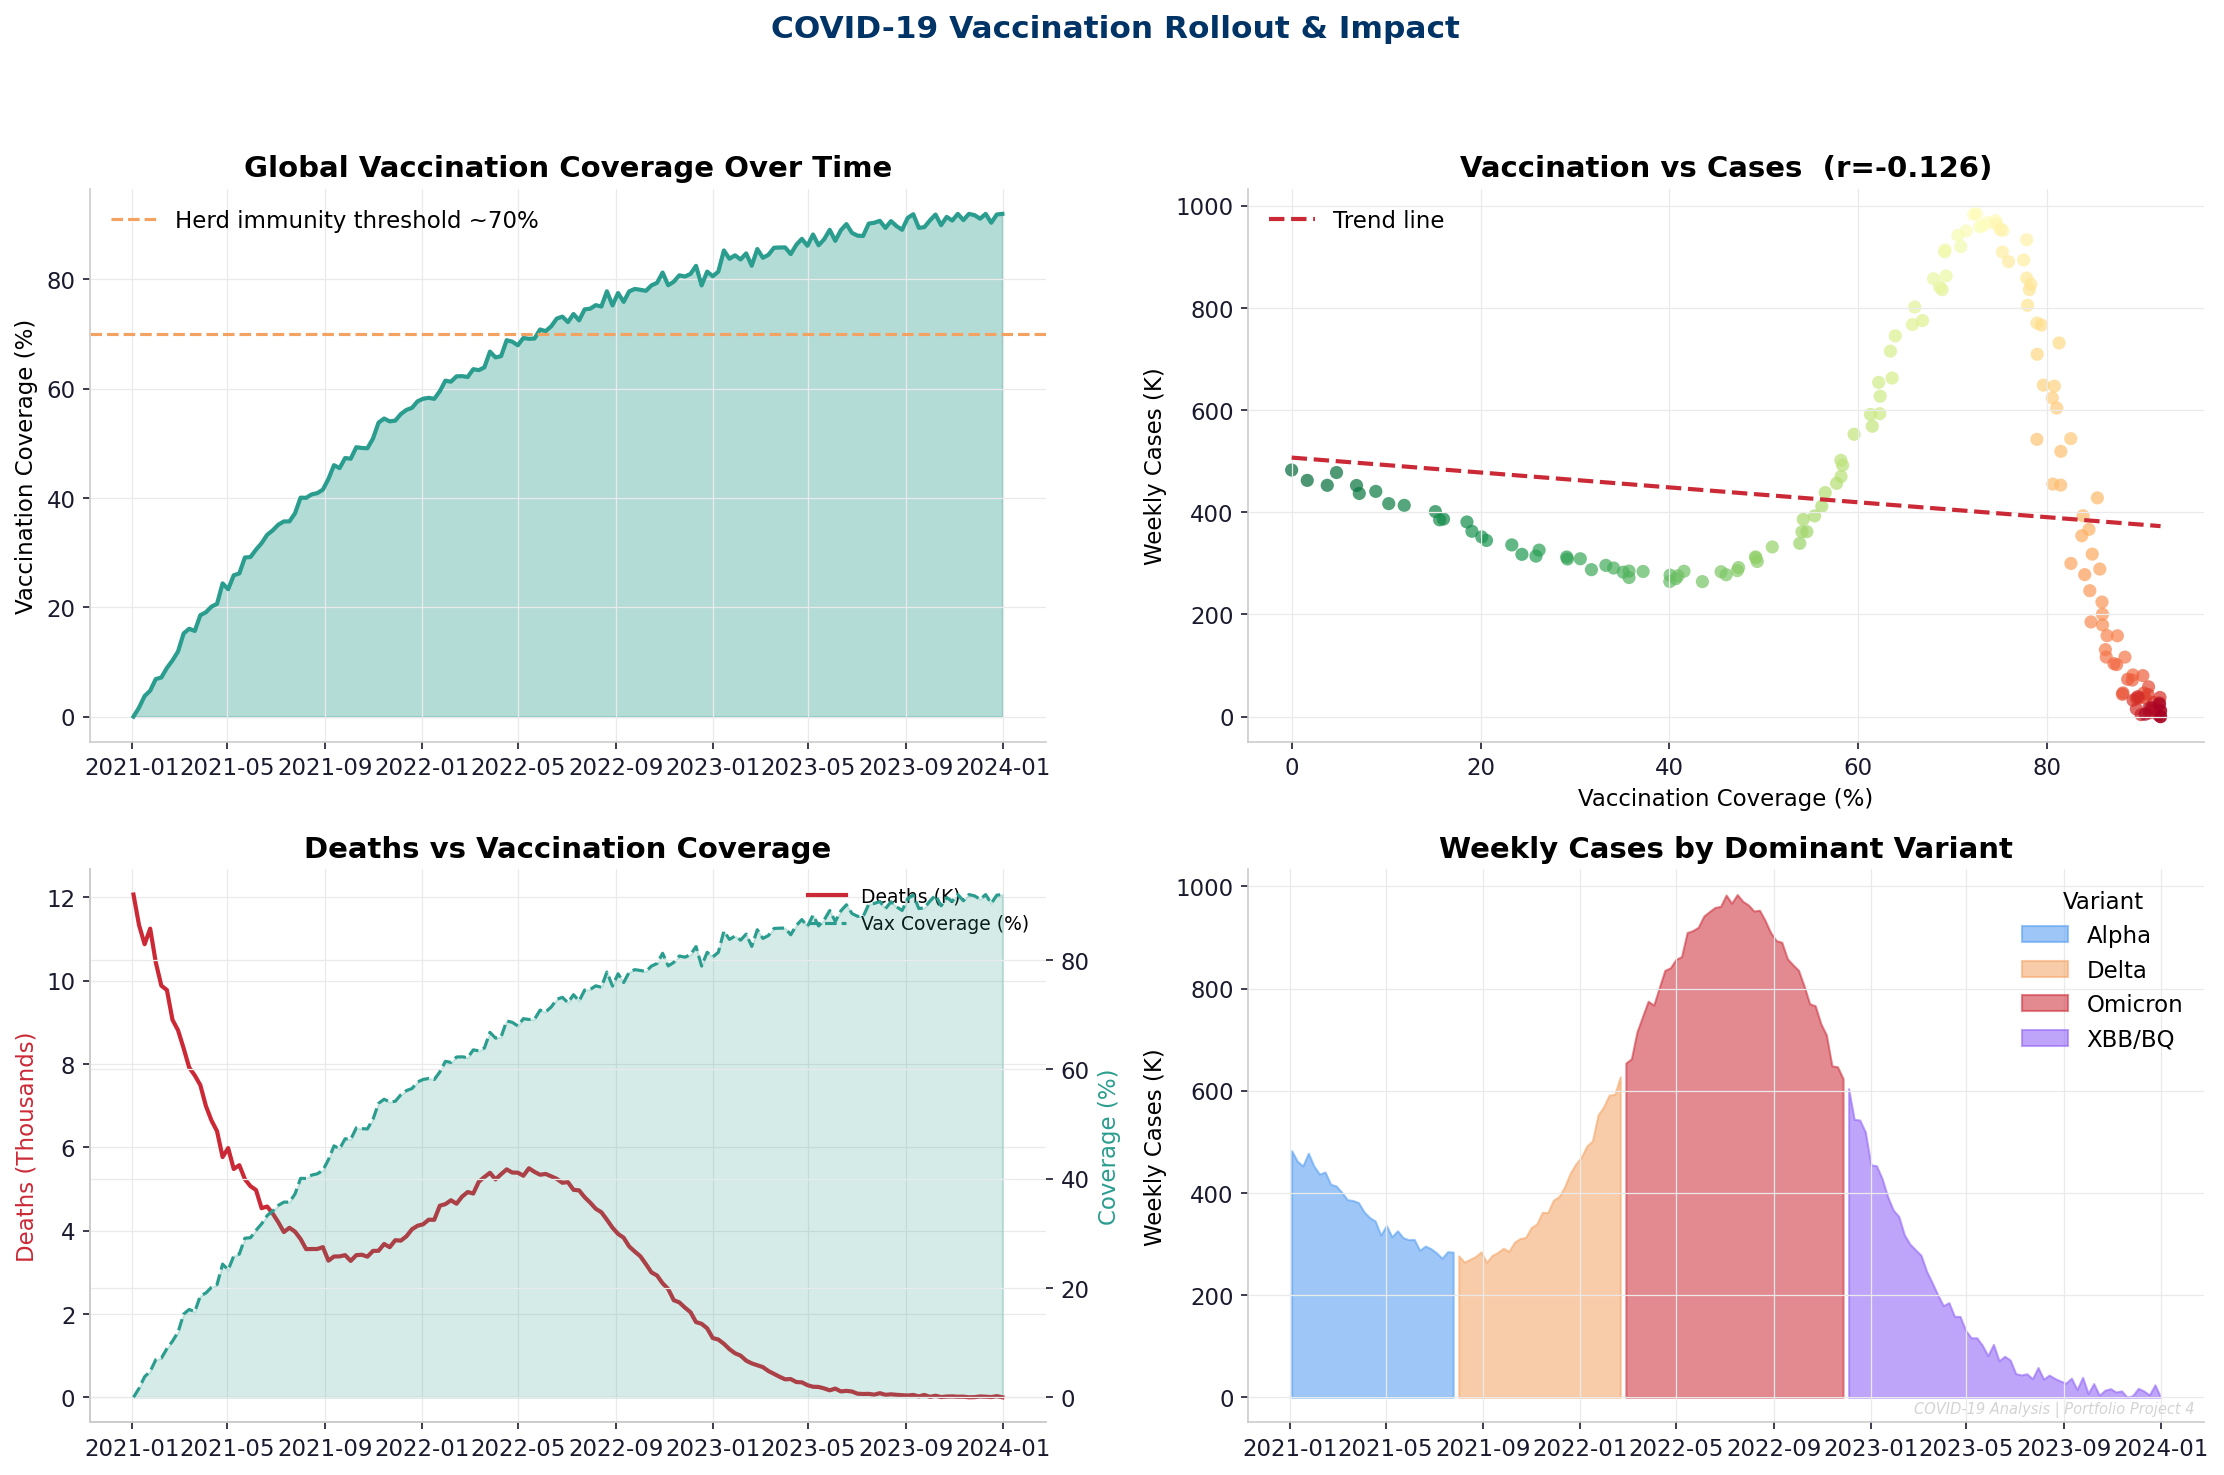 COVID-19 Vaccination Rollout & Impact
Global Vaccination Coverage Over Time
Herd immunity threshold ~70%
Vaccination Coverage (%)
80
60
40
20
0
2021-01 2021-05 2021-09 2022-01 2022-05 2022-09 2023-01 2023-05 2023-09 2024-01
Vaccination vs Cases (r=-0.126)
Trend line
Weekly Cases (K)
1000
800
600
400
200
0
0 20 40 60 80
Vaccination Coverage (%)
Deaths vs Vaccination Coverage
Deaths (K)
Vax Coverage (%)
Deaths (Thousands)
12
10
8
6
4
2
0
80
60
40
20
0
Coverage (%)
2021-01 2021-05 2021-09 2022-01 2022-05 2022-09 2023-01 2023-05 2023-09 2024-01
Weekly Cases by Dominant Variant
Variant
Alpha
Delta
Omicron
XBB/BQ
Weekly Cases (K)
1000
800
600
400
200
0
COVID-19 Analysis | Portfolio Project 4
2021-01 2021-05 2021-09 2022-01 2022-05 2022-09 2023-01 2023-05 2023-09 2024-01